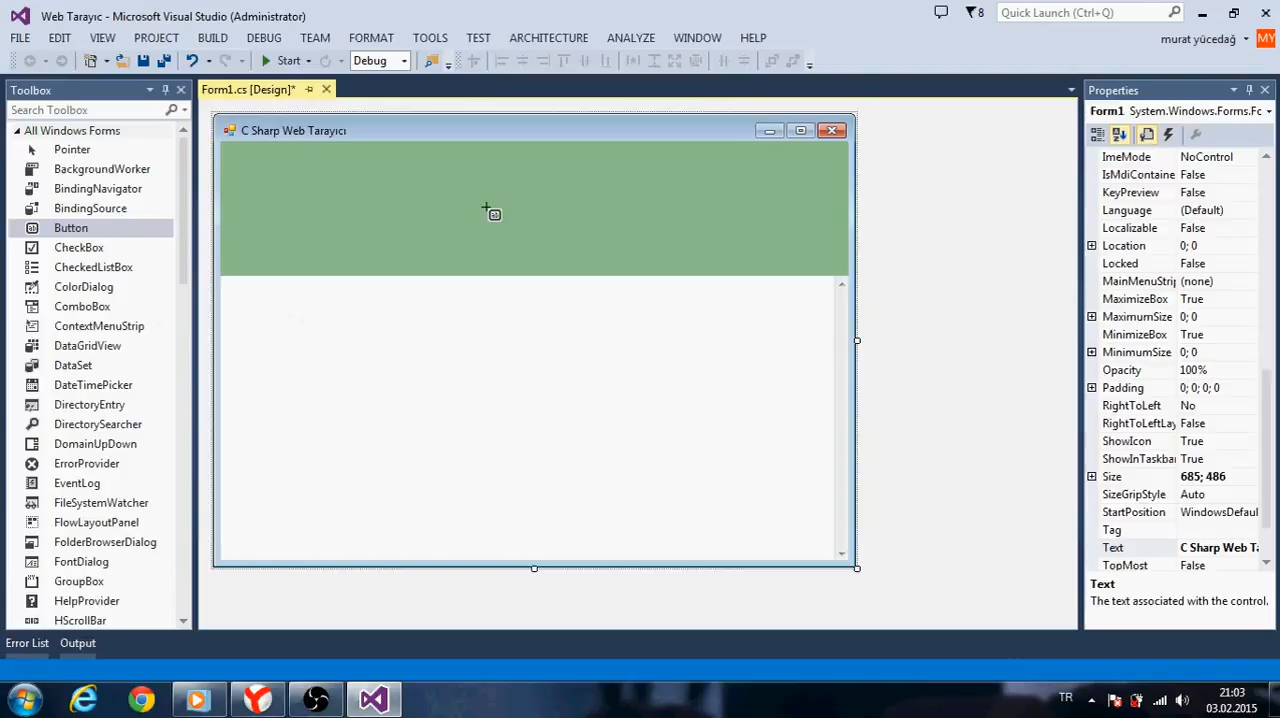 Web Tarayıc - Microsoft Visual Studio (Administrator)
8
Quick Launch (Ctrl+Q)
FILE EDIT VIEW PROJECT BUILD DEBUG TEAM FORMAT TOOLS TEST ARCHITECTURE ANALYZE WINDOW HELP
murat yücedağ
MY
Start
Debug
Toolbox
Form1.cs [Design]*
Properties
Search Toolbox
Form1 System.Windows.Forms.Fc
All Windows Forms
Pointer
BackgroundWorker
BindingNavigator
BindingSource
Button
CheckBox
CheckedListBox
ColorDialog
ComboBox
ContextMenuStrip
DataGridView
DataSet
DateTimePicker
DirectoryEntry
DirectorySearcher
DomainUpDown
ErrorProvider
EventLog
FileSystemWatcher
FlowLayoutPanel
FolderBrowserDialog
FontDialog
GroupBox
HelpProvider
HScrollBar
C Sharp Web Tarayıcı
ImeMode NoControl
IsMdiContaine False
KeyPreview False
Language (Default)
Localizable False
Location 0; 0
Locked False
MainMenuStrip (none)
MaximizeBox True
MaximumSize 0; 0
MinimizeBox True
MinimumSize 0; 0
Opacity 100%
Padding 0; 0; 0; 0
RightToLeft No
RightToLeftLay False
ShowIcon True
ShowInTaskba True
Size 685; 486
SizeGripStyle Auto
StartPosition WindowsDefaul
Tag
Text C Sharp Web Ta
TopMost False
Text
The text associated with the control.
Error List Output
TR
21:03
03.02.2015